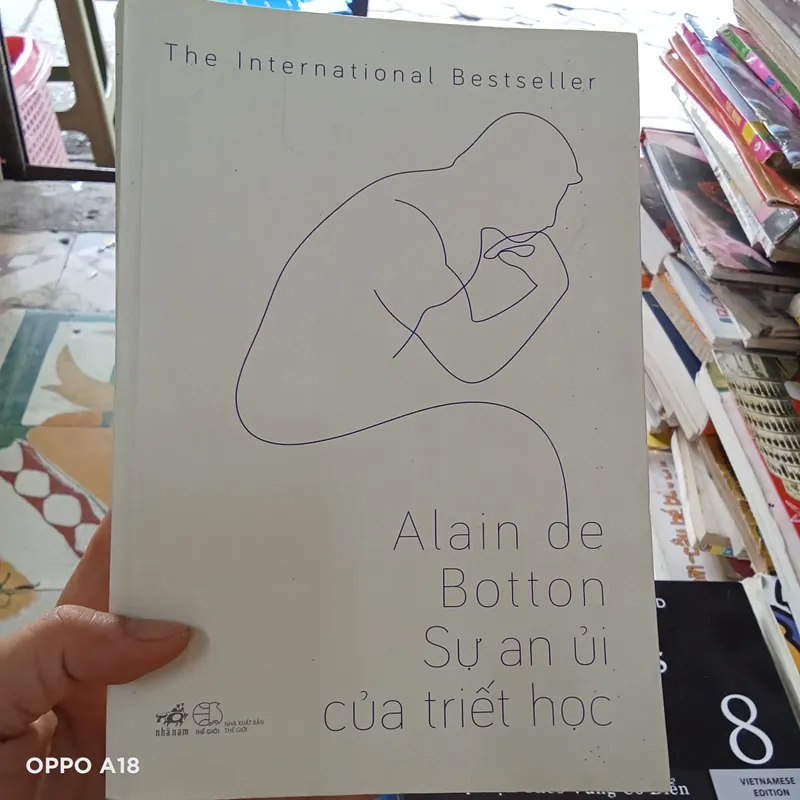 The International Bestseller
Alain de
Botton
Sự an ủi
của triết học
nhã nam
THẾ GIỚI
NHÀ XUẤT BẢN
THẾ GIỚI
8
VIETNAMESE
EDITION
OPPO A18